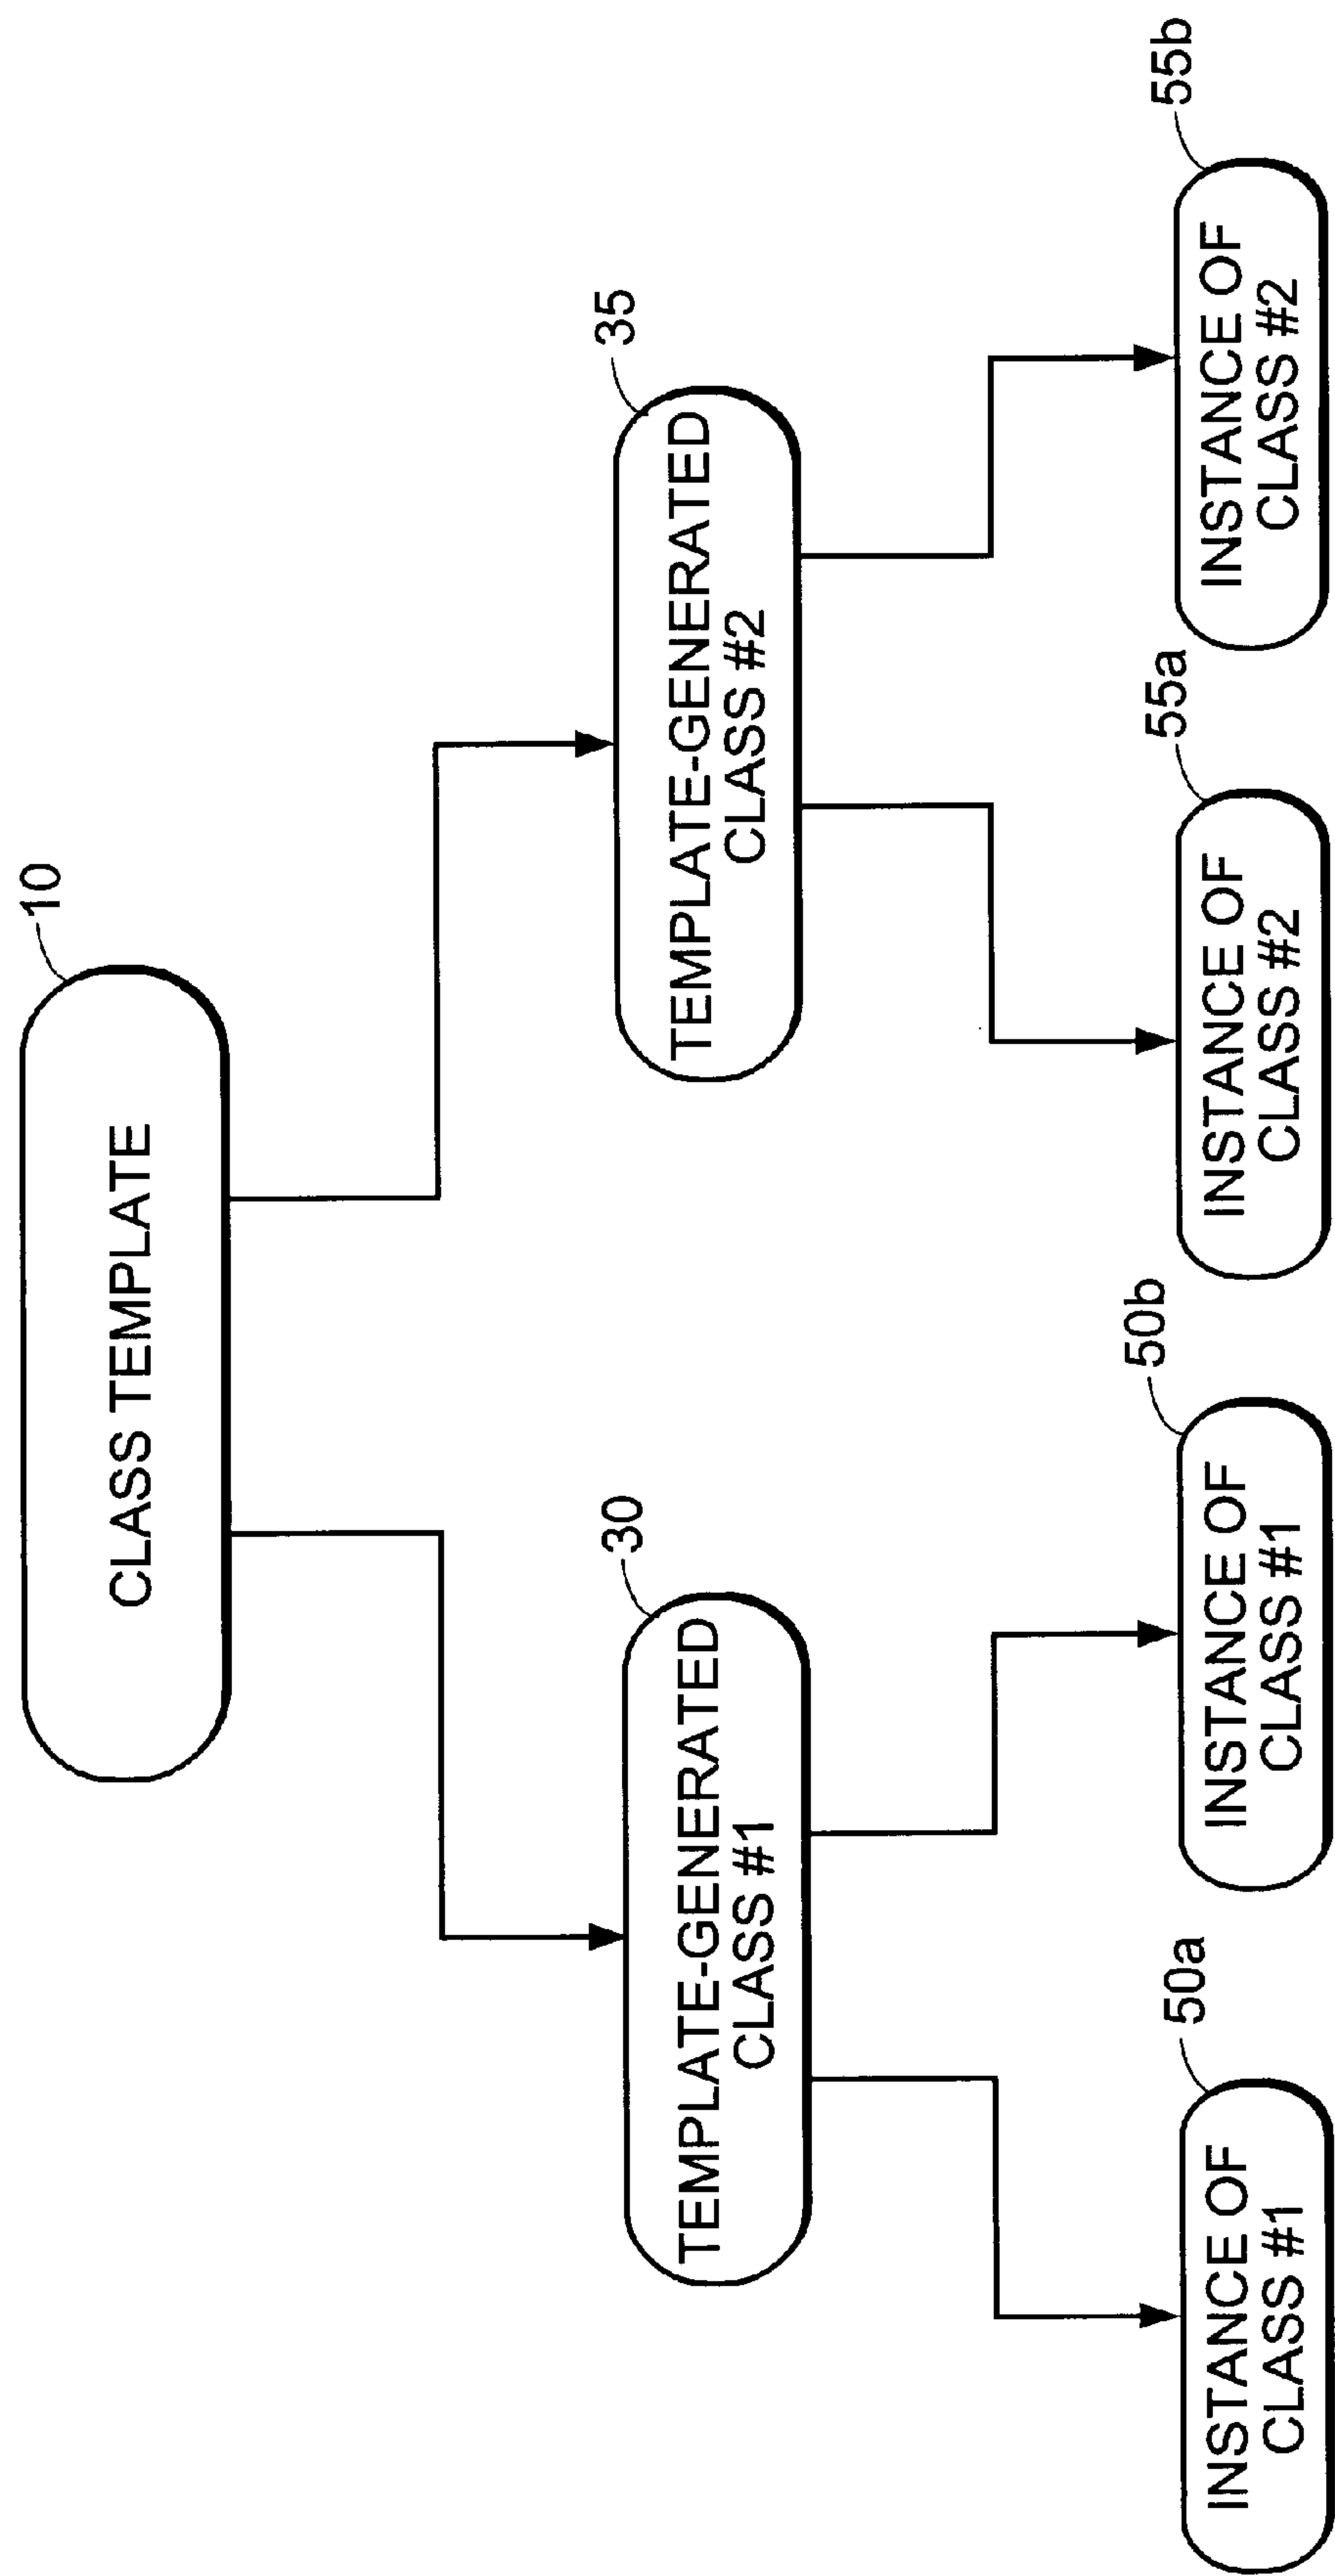 10
CLASS TEMPLATE
30
TEMPLATE-GENERATED
CLASS #1
35
TEMPLATE-GENERATED
CLASS #2
50a
INSTANCE OF
CLASS #1
50b
INSTANCE OF
CLASS #1
55a
INSTANCE OF
CLASS #2
55b
INSTANCE OF
CLASS #2